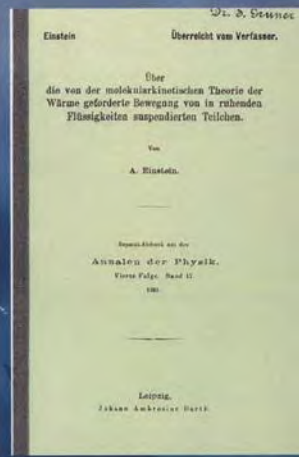 Dr. P. Gruner
Einstein Überreicht vom Verfasser.
Über
die von der molekularkinetischen Theorie der
Wärme geforderte Bewegung von in ruhenden
Flüssigkeiten suspendierten Teilchen.
Von
A. Einstein.
Separat-Abdruck aus den
Annalen der Physik.
Vierte Folge. Band 17.
1905.
Leipzig,
Johann Ambrosius Barth.